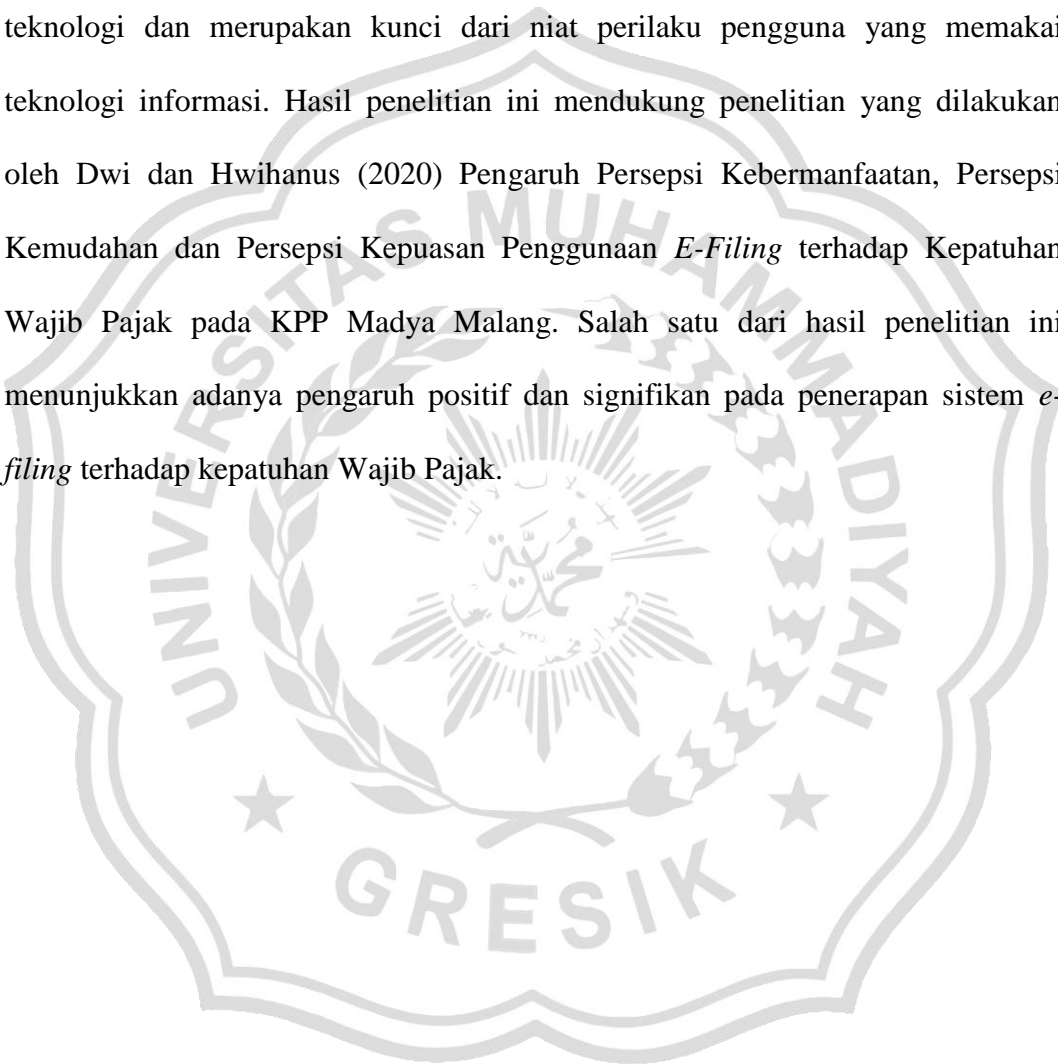 teknologi dan merupakan kunci dari niat perilaku pengguna yang memakai
teknologi informasi. Hasil penelitian ini mendukung penelitian yang dilakukan
oleh Dwi dan Hwihanus (2020) Pengaruh Persepsi Kebermanfaatan, Persepsi
Kemudahan dan Persepsi Kepuasan Penggunaan E-Filing terhadap Kepatuhan
Wajib Pajak pada KPP Madya Malang. Salah satu dari hasil penelitian ini
menunjukkan adanya pengaruh positif dan signifikan pada penerapan sistem e-
filing terhadap kepatuhan Wajib Pajak.
UNIVERSITAS MUHAMMADIYAH
GRESIK